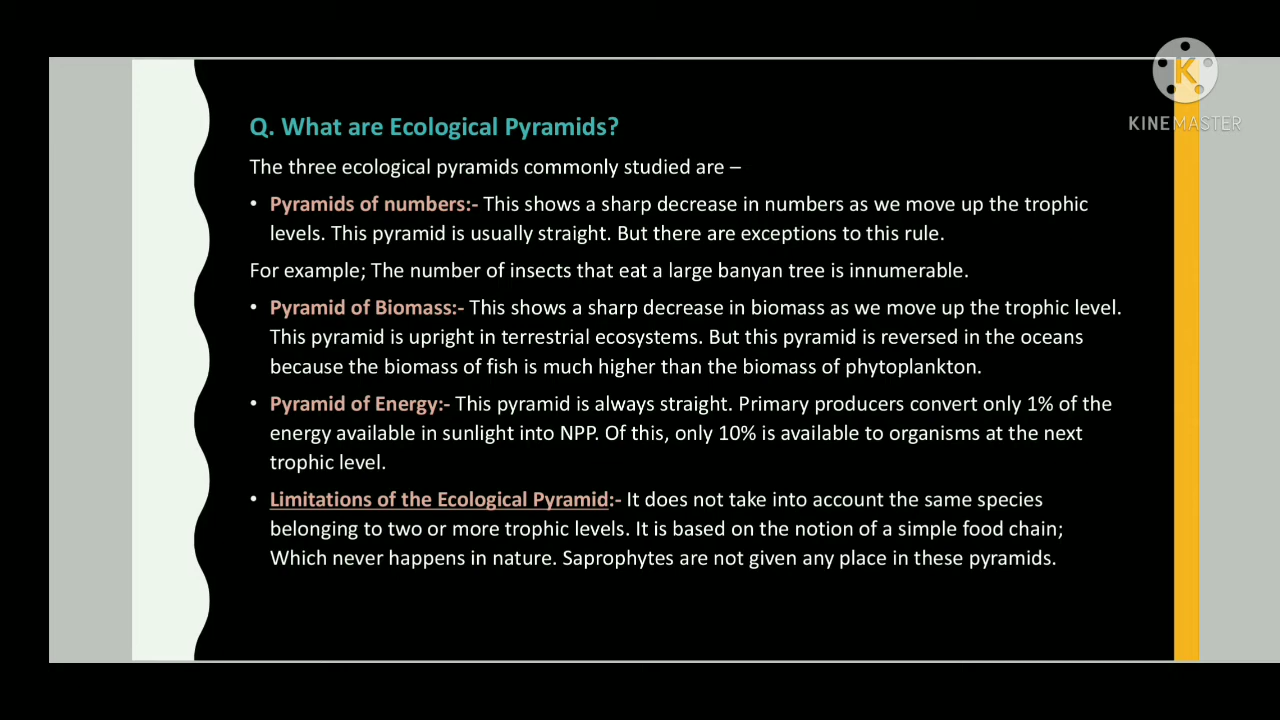 K
KINEMASTER
Q. What are Ecological Pyramids?
The three ecological pyramids commonly studied are –
• Pyramids of numbers:- This shows a sharp decrease in numbers as we move up the trophic
levels. This pyramid is usually straight. But there are exceptions to this rule.
For example; The number of insects that eat a large banyan tree is innumerable.
• Pyramid of Biomass:- This shows a sharp decrease in biomass as we move up the trophic level.
This pyramid is upright in terrestrial ecosystems. But this pyramid is reversed in the oceans
because the biomass of fish is much higher than the biomass of phytoplankton.
• Pyramid of Energy:- This pyramid is always straight. Primary producers convert only 1% of the
energy available in sunlight into NPP. Of this, only 10% is available to organisms at the next
trophic level.
• Limitations of the Ecological Pyramid:- It does not take into account the same species
belonging to two or more trophic levels. It is based on the notion of a simple food chain;
Which never happens in nature. Saprophytes are not given any place in these pyramids.